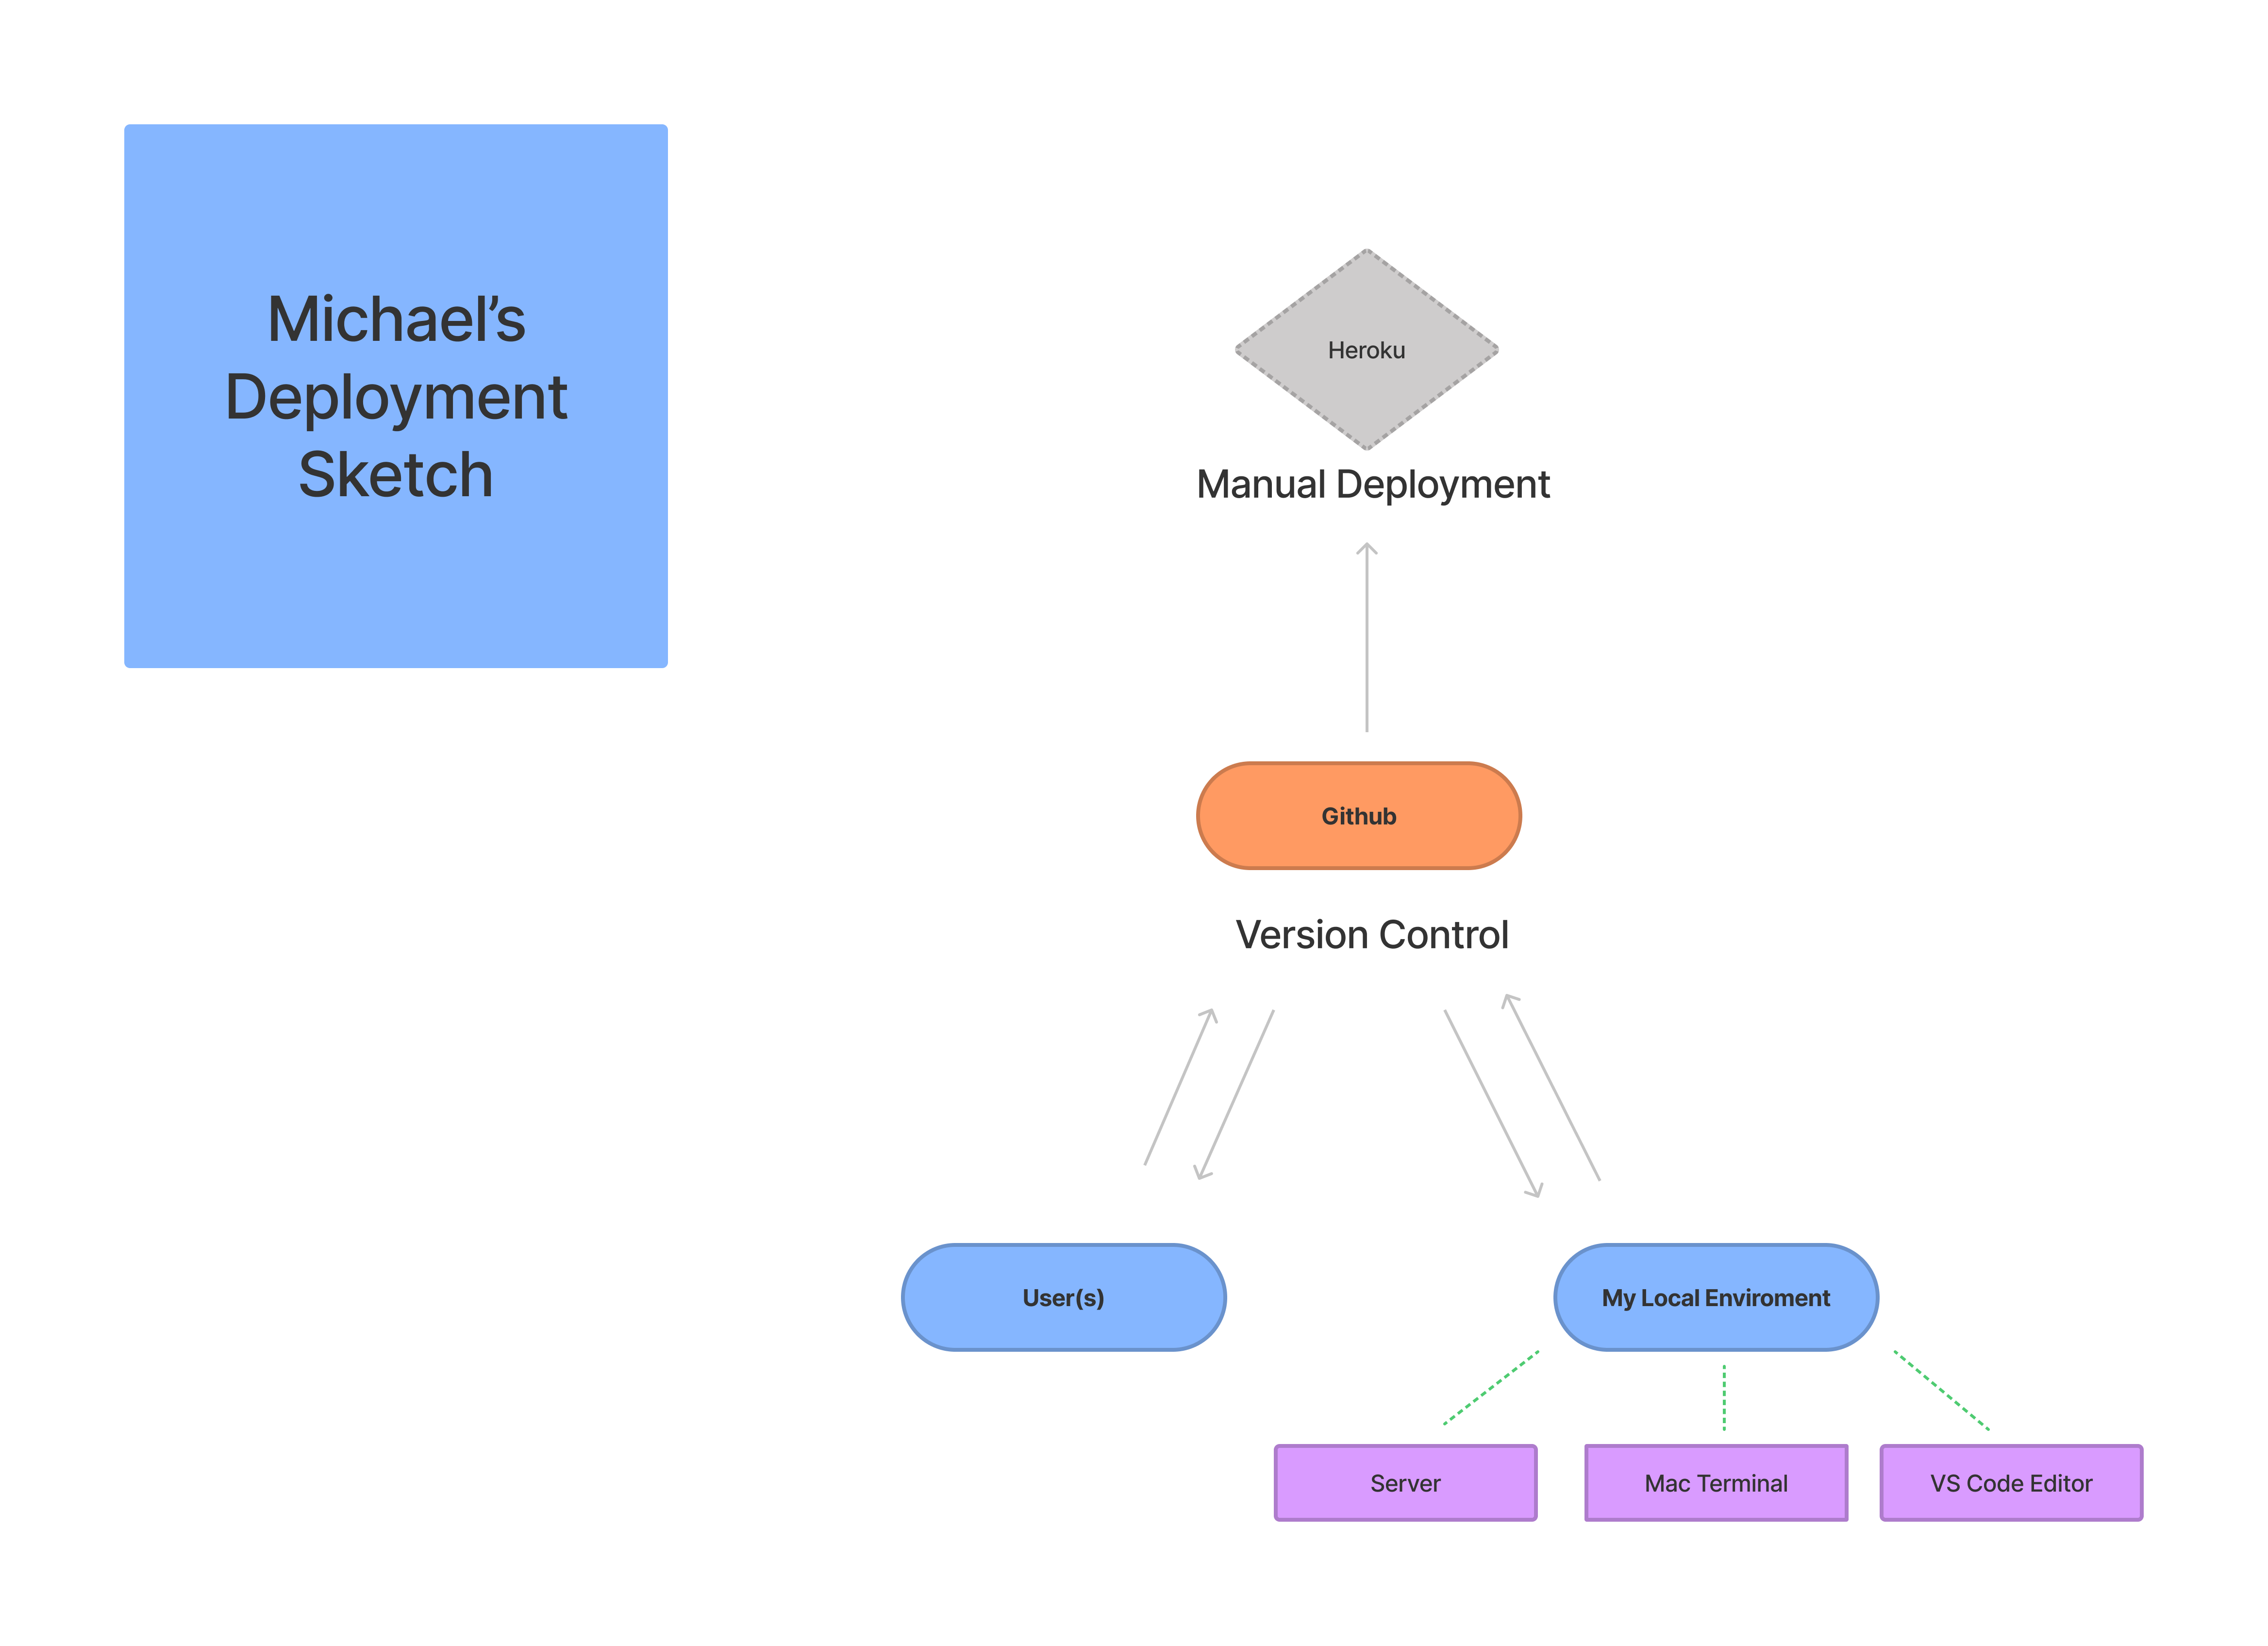 Michael’s
Deployment
Sketch
Heroku
Manual Deployment
Github
Version Control
User(s)
My Local Enviroment
Server
Mac Terminal
VS Code Editor